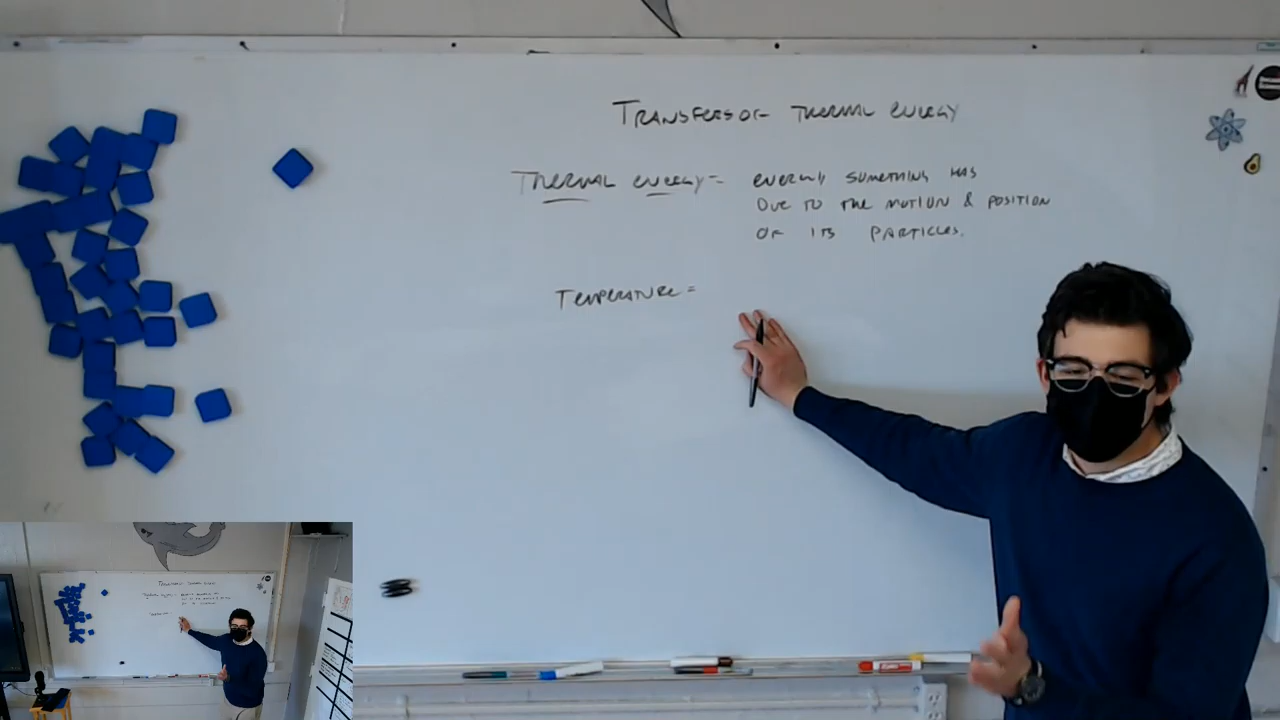 TRANSFERS OF THERMAL ENERGY
THERMAL ENERGY = ENERGY SOMETHING HAS
DUE TO THE MOTION & POSITION
OF ITS PARTICLES.
TEMPERATURE =